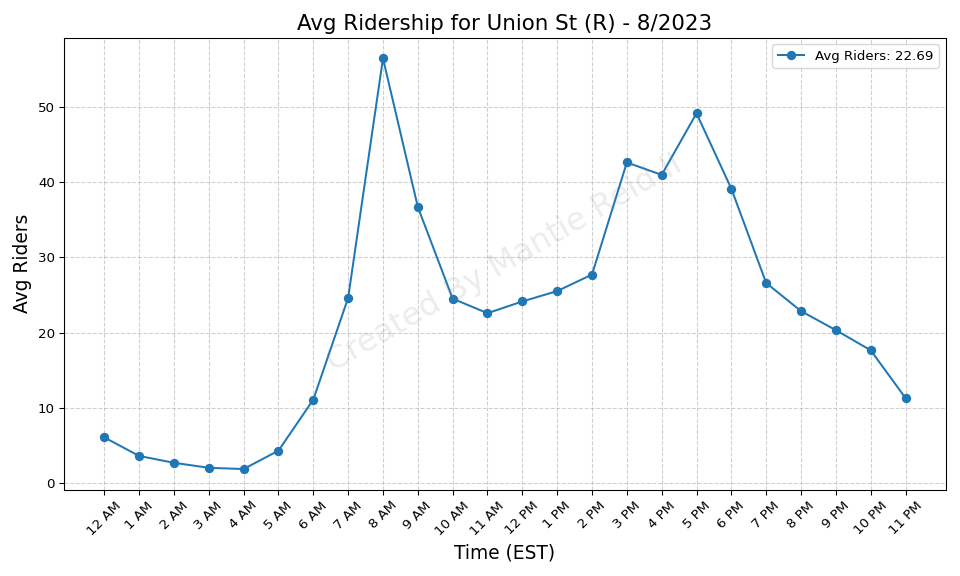 Avg Ridership for Union St (R) - 8/2023
Avg Riders: 22.69
Avg Riders
50
40
30
20
10
0
12 AM
1 AM
2 AM
3 AM
4 AM
5 AM
6 AM
7 AM
8 AM
9 AM
10 AM
11 AM
12 PM
1 PM
2 PM
3 PM
4 PM
5 PM
6 PM
7 PM
8 PM
9 PM
10 PM
11 PM
Time (EST)
Created By Mantie Reid II